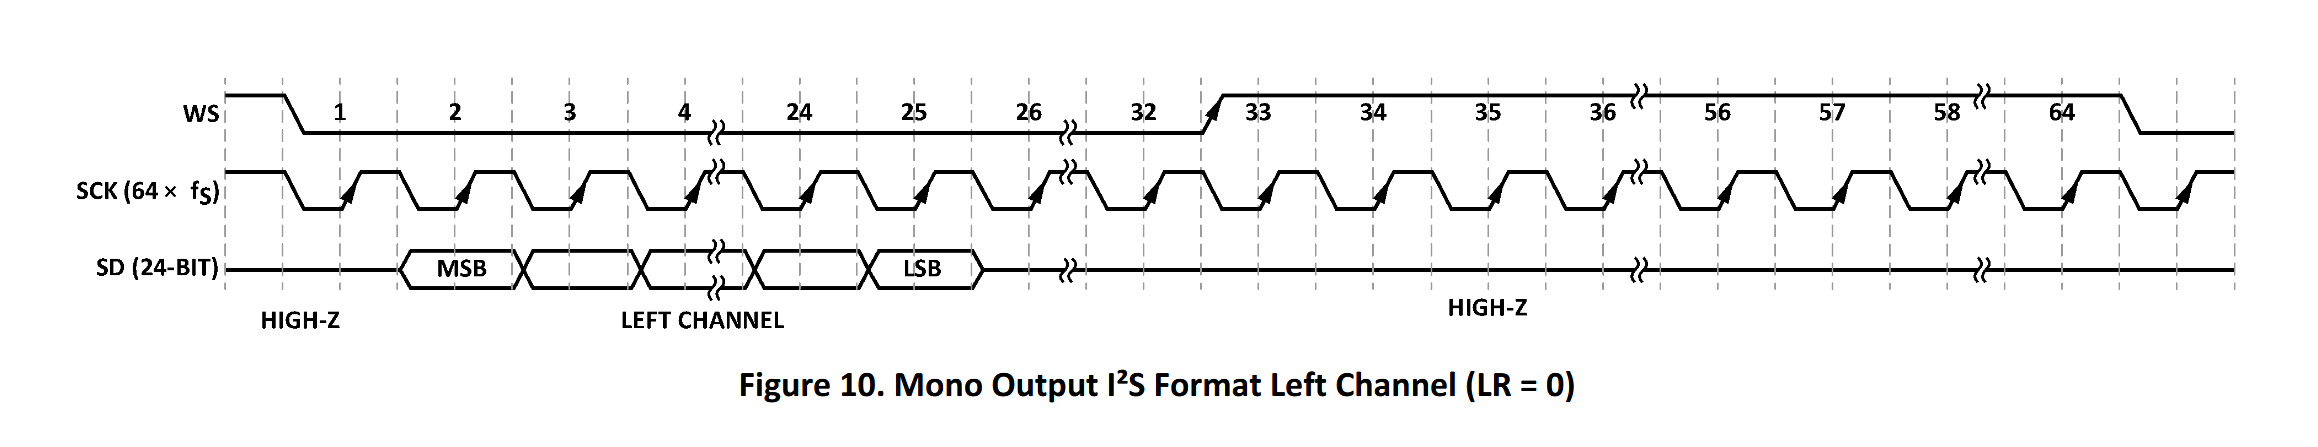 WS 1 2 3 4 24 25 26 32 33 34 35 36 56 57 58 64
SCK (64 × fS)
SD (24-BIT) MSB LSB
HIGH-Z LEFT CHANNEL HIGH-Z
Figure 10. Mono Output I²S Format Left Channel (LR = 0)